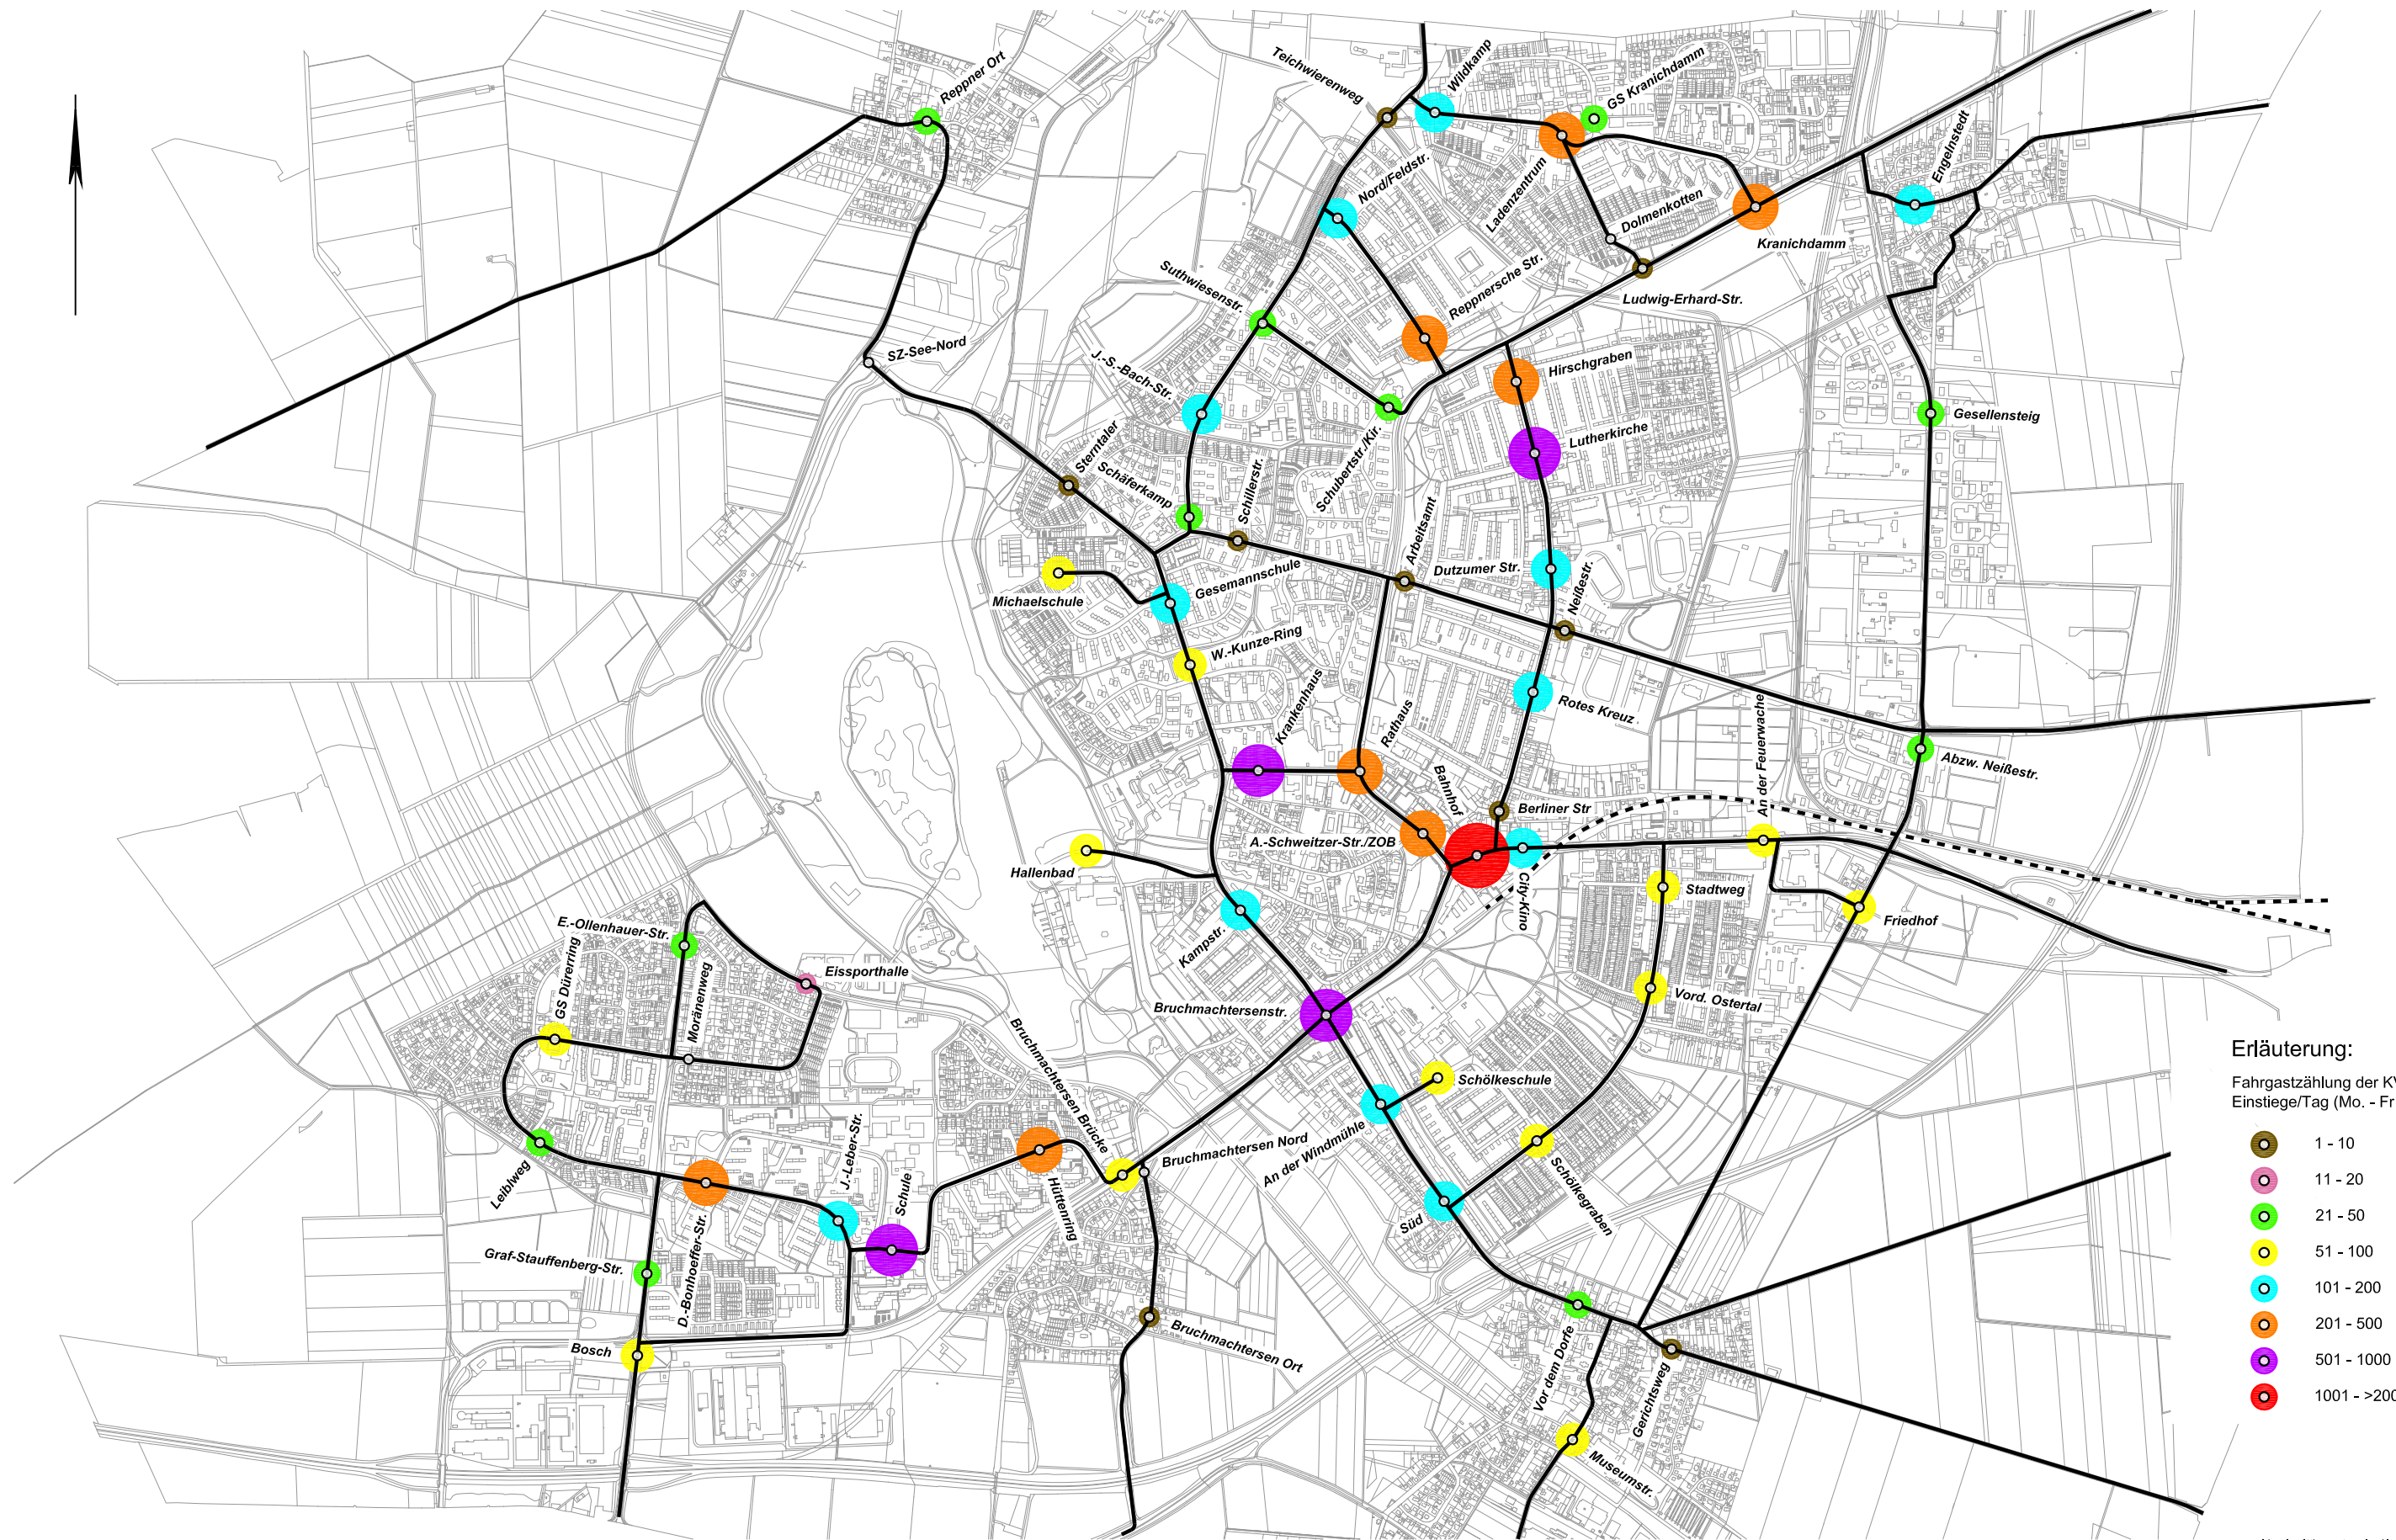 Reppner Ort
Teichwierenweg
Wildkamp
GS Kranichdamm
Engelnstedt
Nord/Feldstr.
Ladenzentrum
Dolmenkotten
Kranichdamm
Suthwiesenstr.
Reppnersche Str.
Ludwig-Erhard-Str.
SZ-See-Nord
J.-S.-Bach-Str.
Hirschgraben
Gesellensteig
Lutherkirche
Sterntaler
Schäferkamp
Schillerstr.
Schubertstr./Klr.
Arbeitsamt
Dutzumer Str.
Neißestr.
Gesemannschule
Michaelschule
W.-Kunze-Ring
Krankenhaus
Rathaus
Rotes Kreuz
An der Feuerwache
Abzw. Neißestr.
Bahnhof
Berliner Str
A.-Schweitzer-Str./ZOB
Hallenbad
City-Kino
Stadtweg
Friedhof
E.-Ollenhauer-Str.
Kampstr.
GS Dürerring
Moränenweg
Eissporthalle
Vord. Ostertal
Bruchmachtersenstr.
Bruchmachtersen Brücke
Schölkeschule
Erläuterung:
Fahrgastzählung der KV
Einstiege/Tag (Mo. - Fr
1 - 10
11 - 20
21 - 50
51 - 100
101 - 200
201 - 500
501 - 1000
1001 - >200
J.-Leber-Str.
Bruchmachtersen Nord
An der Windmühle
Schölkegraben
Leiblweg
Schule
Hüttenring
Süd
D.-Bonhoeffer-Str.
Graf-Stauffenberg-Str.
Bosch
Bruchmachtersen Ort
Vor dem Dorfe
Gerichtsweg
Museumstr.